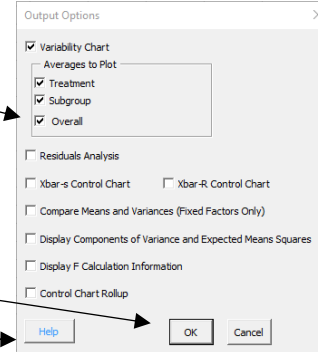 Output Options
Variability Chart
Averages to Plot
Treatment
Subgroup
Overall
Residuals Analysis
Xbar-s Control Chart Xbar-R Control Chart
Compare Means and Variances (Fixed Factors Only)
Display Components of Variance and Expected Means Squares
Display F Calculation Information
Control Chart Rollup
Help OK Cancel